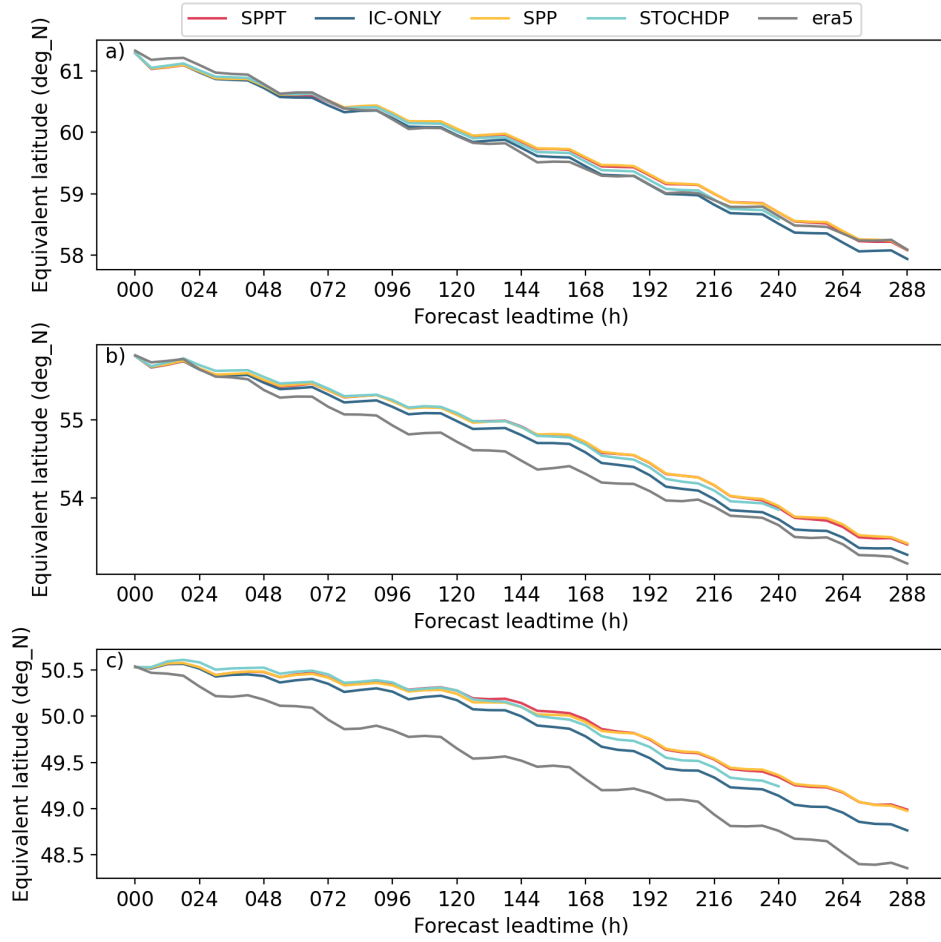 SPPT IC-ONLY SPP STOCHDP era5
a)
Equivalent latitude (deg_N)
61
60
59
58
000 024 048 072 096 120 144 168 192 216 240 264 288
Forecast leadtime (h)
b)
Equivalent latitude (deg_N)
55
54
000 024 048 072 096 120 144 168 192 216 240 264 288
Forecast leadtime (h)
c)
Equivalent latitude (deg_N)
50.5
50.0
49.5
49.0
48.5
000 024 048 072 096 120 144 168 192 216 240 264 288
Forecast leadtime (h)